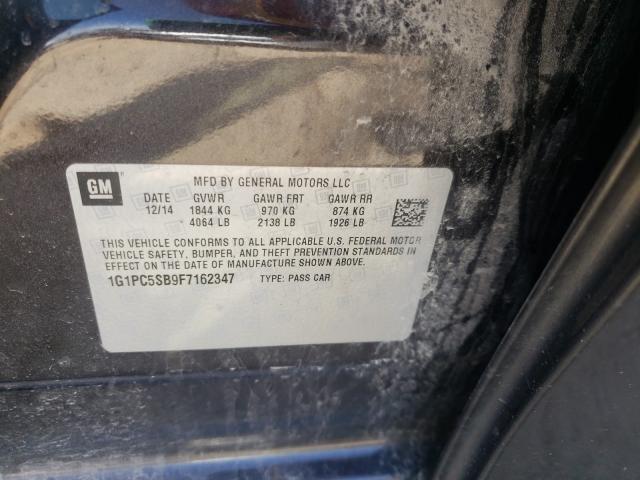 GM
MFD BY GENERAL MOTORS LLC
DATE GVWR GAWR FRT GAWR RR
12/14 1844 KG 970 KG 874 KG
4064 LB 2138 LB 1926 LB
THIS VEHICLE CONFORMS TO ALL APPLICABLE U.S. FEDERAL MOTOR
VEHICLE SAFETY, BUMPER, AND THEFT PREVENTION STANDARDS IN
EFFECT ON THE DATE OF MANUFACTURE SHOWN ABOVE.
1G1PC5SB9F7162347 TYPE: PASS CAR